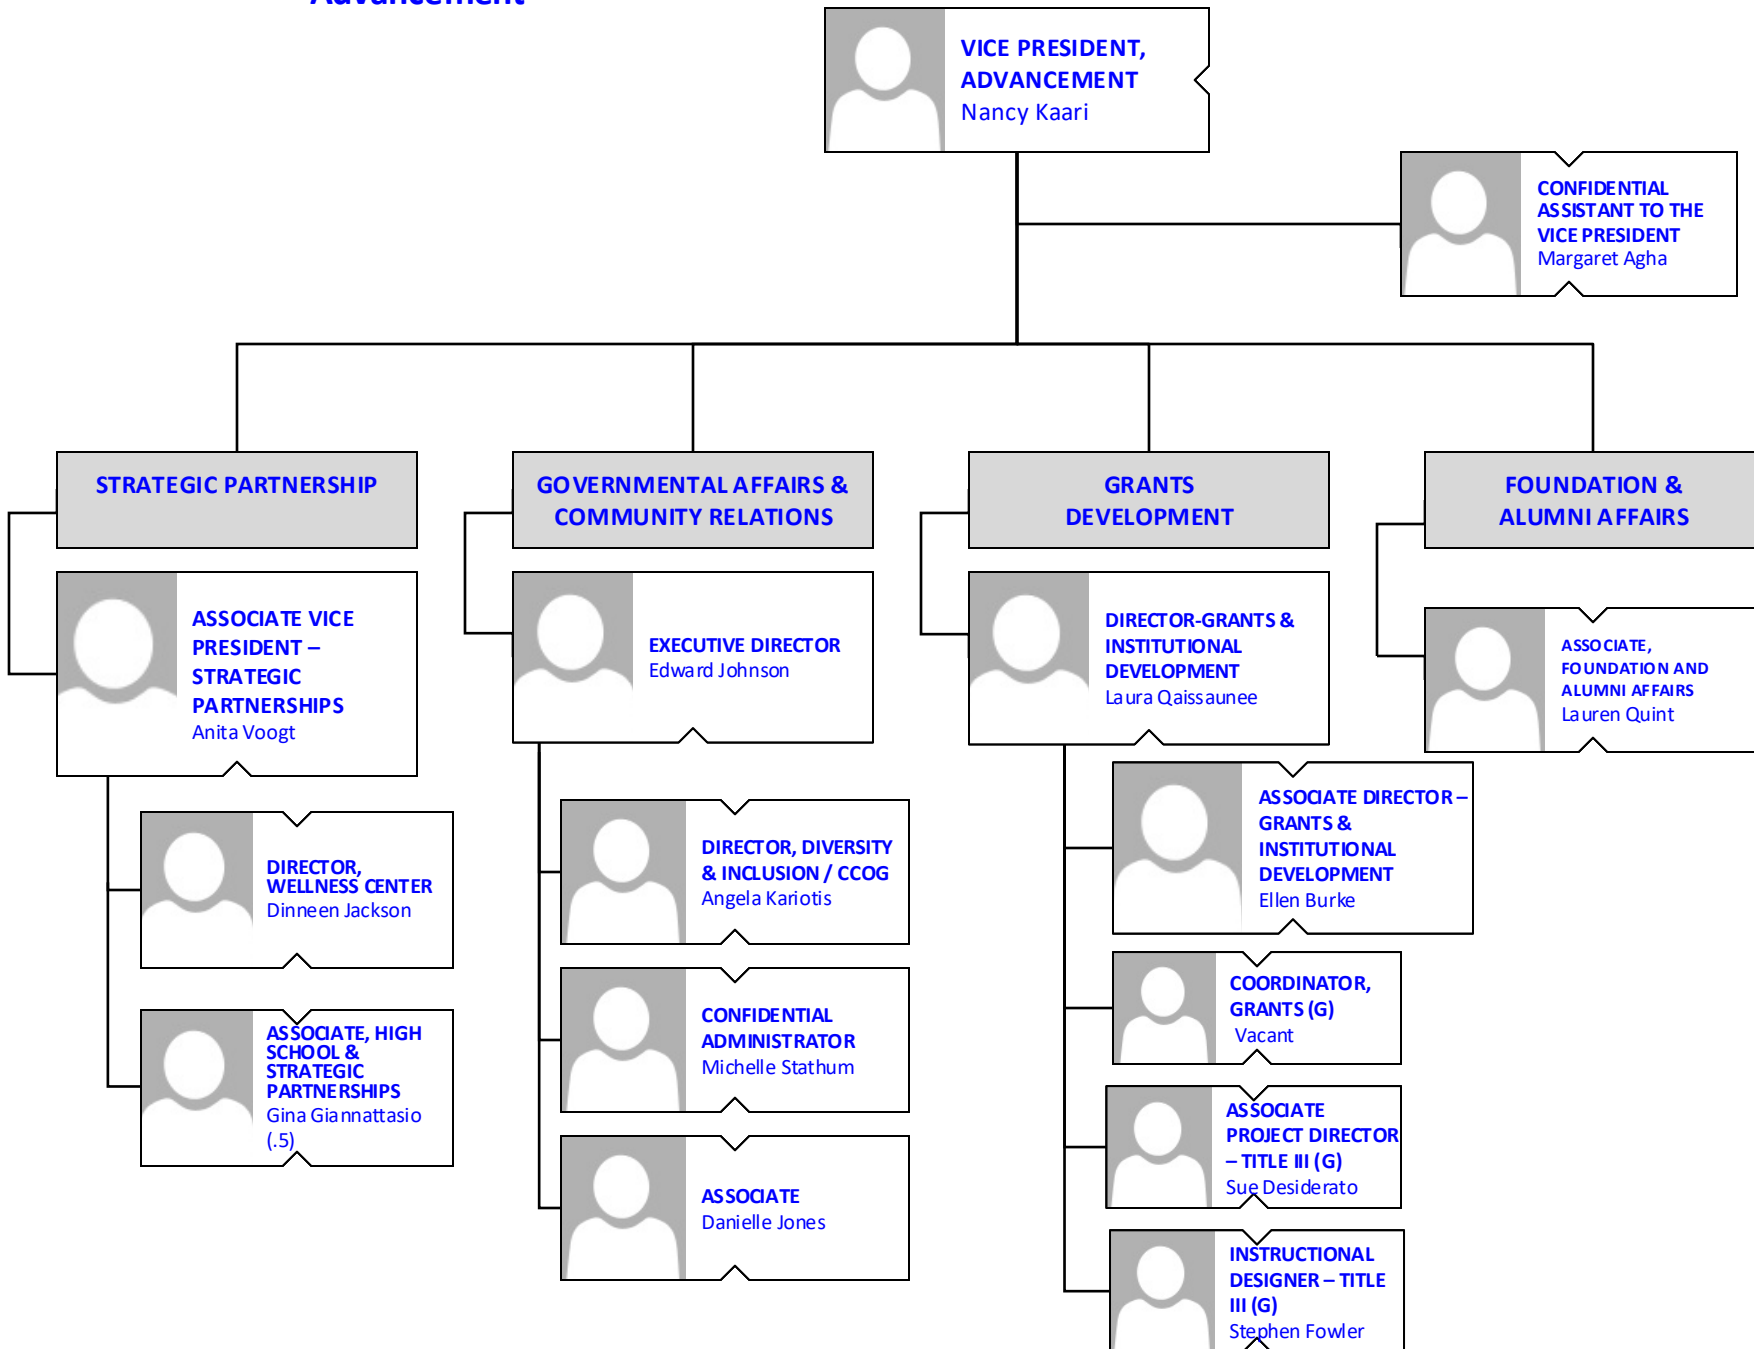 Advancement
VICE PRESIDENT,
ADVANCEMENT
Nancy Kaari
CONFIDENTIAL
ASSISTANT TO THE
VICE PRESIDENT
Margaret Agha
STRATEGIC PARTNERSHIP
GOVERNMENTAL AFFAIRS &
COMMUNITY RELATIONS
GRANTS
DEVELOPMENT
FOUNDATION &
ALUMNI AFFAIRS
ASSOCIATE VICE
PRESIDENT –
STRATEGIC
PARTNERSHIPS
Anita Voogt
EXECUTIVE DIRECTOR
Edward Johnson
DIRECTOR-GRANTS &
INSTITUTIONAL
DEVELOPMENT
Laura Qaissaunee
ASSOCIATE,
FOUNDATION AND
ALUMNI AFFAIRS
Lauren Quint
DIRECTOR,
WELLNESS CENTER
Dinneen Jackson
ASSOCIATE, HIGH
SCHOOL &
STRATEGIC
PARTNERSHIPS
Gina Giannattasio
(.5)
DIRECTOR, DIVERSITY
& INCLUSION / CCOG
Angela Kariotis
CONFIDENTIAL
ADMINISTRATOR
Michelle Stathum
ASSOCIATE
Danielle Jones
ASSOCIATE DIRECTOR –
GRANTS &
INSTITUTIONAL
DEVELOPMENT
Ellen Burke
COORDINATOR,
GRANTS (G)
Vacant
ASSOCIATE
PROJECT DIRECTOR
– TITLE III (G)
Sue Desiderato
INSTRUCTIONAL
DESIGNER – TITLE
III (G)
Stephen Fowler